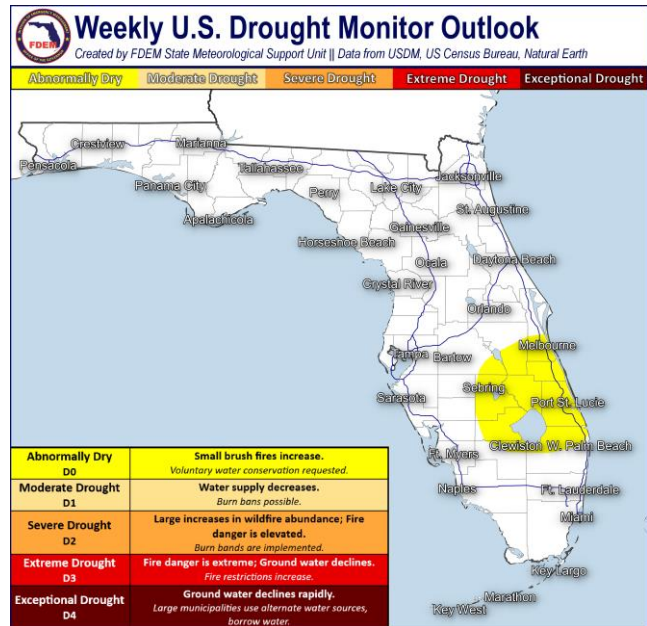 FDEM
Weekly U.S. Drought Monitor Outlook
Created by FDEM State Meteorological Support Unit || Data from USDM, US Census Bureau, Natural Earth
Abnormally Dry
Moderate Drought
Severe Drought
Extreme Drought
Exceptional Drought
Crestview
Marianna
Pensacola
Tallahassee
Jacksonville
Panama City
Perry
Lake City
Apalachicola
St. Augustine
Gainesville
Horseshoe Beach
Ocala
Daytona Beach
Crystal River
Orlando
Melbourne
Tampa
Bartow
Sebring
Sarasota
Port St. Lucie
Clewiston
W. Palm Beach
Ft. Myers
Naples
Ft. Lauderdale
Miami
Key Largo
Marathon
Key West
Abnormally Dry
D0
Small brush fires increase.
Voluntary water conservation requested.
Moderate Drought
D1
Water supply decreases.
Burn bans possible.
Severe Drought
D2
Large increases in wildfire abundance; Fire
danger is elevated.
Burn bands are implemented.
Extreme Drought
D3
Fire danger is extreme; Ground water declines.
Fire restrictions increase.
Exceptional Drought
D4
Ground water declines rapidly.
Large municipalities use alternate water sources,
borrow water.